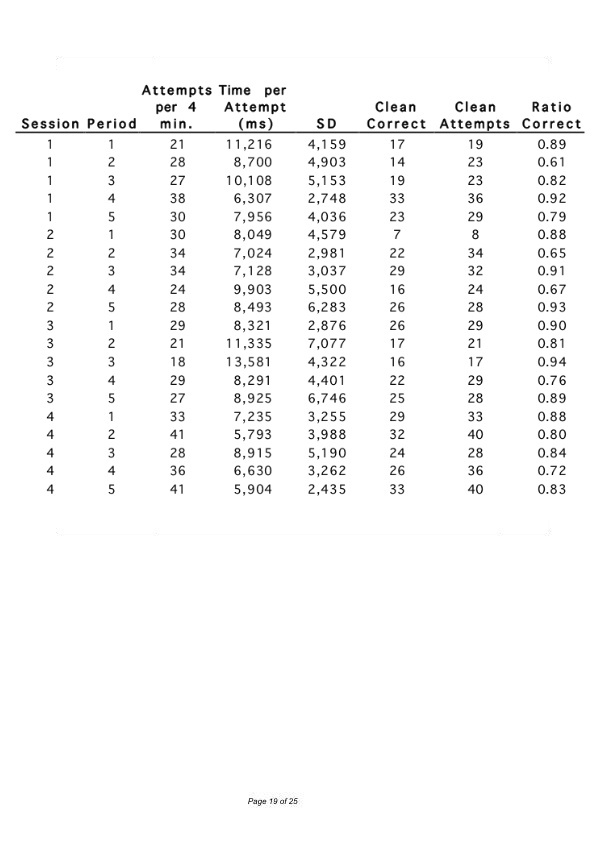 Attempts Time per
per 4 Attempt Clean Clean Ratio
Session Period min. (ms) SD Correct Attempts Correct
1 1 21 11,216 4,159 17 19 0.89
1 2 28 8,700 4,903 14 23 0.61
1 3 27 10,108 5,153 19 23 0.82
1 4 38 6,307 2,748 33 36 0.92
1 5 30 7,956 4,036 23 29 0.79
2 1 30 8,049 4,579 7 8 0.88
2 2 34 7,024 2,981 22 34 0.65
2 3 34 7,128 3,037 29 32 0.91
2 4 24 9,903 5,500 16 24 0.67
2 5 28 8,493 6,283 26 28 0.93
3 1 29 8,321 2,876 26 29 0.90
3 2 21 11,335 7,077 17 21 0.81
3 3 18 13,581 4,322 16 17 0.94
3 4 29 8,291 4,401 22 29 0.76
3 5 27 8,925 6,746 25 28 0.89
4 1 33 7,235 3,255 29 33 0.88
4 2 41 5,793 3,988 32 40 0.80
4 3 28 8,915 5,190 24 28 0.84
4 4 36 6,630 3,262 26 36 0.72
4 5 41 5,904 2,435 33 40 0.83
Page 19 of 25